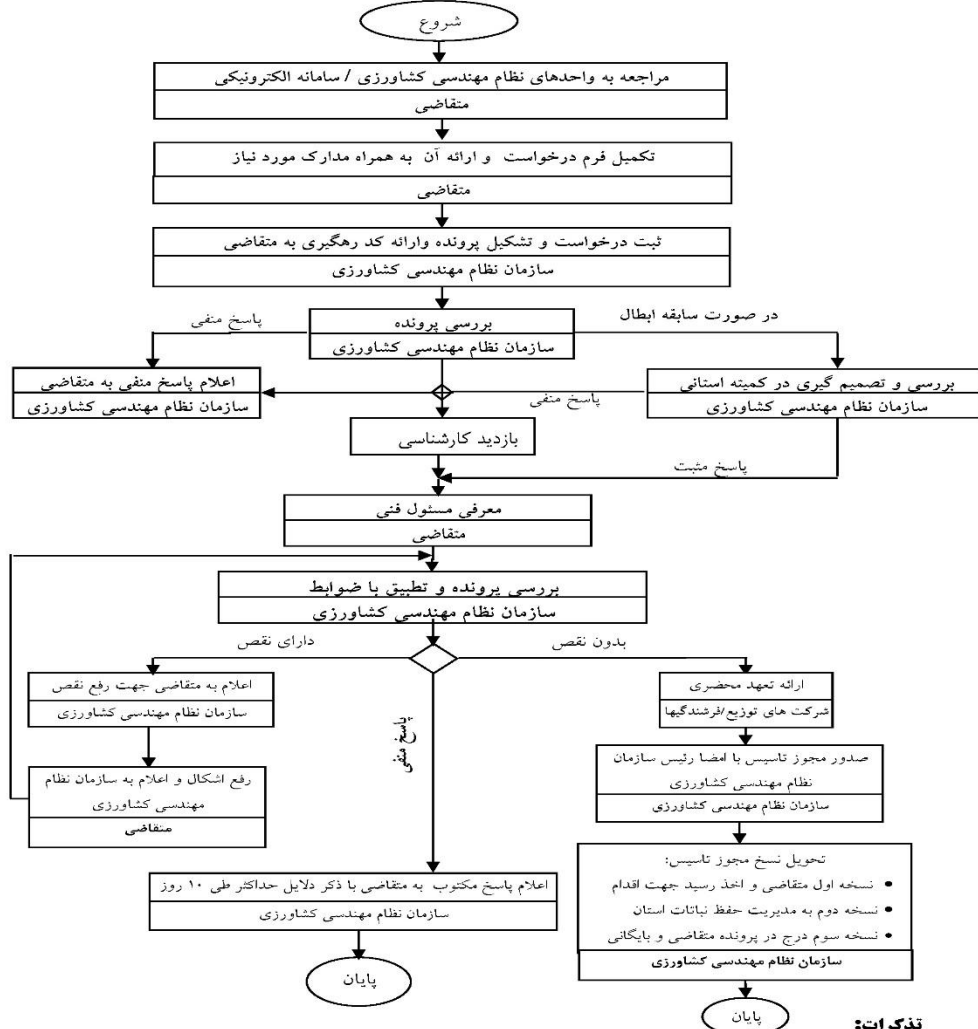 شروع
مراجعه به واحدهای نظام مهندسی کشاورزی / سامانه الکترونیکی
متقاضی
تکمیل فرم درخواست و ارائه آن به همراه مدارک مورد نیاز
متقاضی
ثبت درخواست و تشکیل پرونده وارائه کد رهگیری به متقاضی
سازمان نظام مهندسی کشاورزی
در صورت سابقه ابطال
بررسی پرونده
سازمان نظام مهندسی کشاورزی
پاسخ منفی
بررسی و تصمیم گیری در کمیته استانی
سازمان نظام مهندسی کشاورزی
پاسخ منفی
اعلام پاسخ منفی به متقاضی
سازمان نظام مهندسی کشاورزی
بازدید کارشناسی
پاسخ مثبت
معرفی مسئول فنی
متقاضی
بررسی پرونده و تطبیق با ضوابط
سازمان نظام مهندسی کشاورزی
بدون نقص
دارای نقص
پاسخ منفی
ارائه تعهد محضری
شرکت های توزیع/فرشندگیها
اعلام به متقاضی جهت رفع نقص
سازمان نظام مهندسی کشاورزی
صدور مجوز تاسیس با امضا رئیس سازمان
نظام مهندسی کشاورزی
سازمان نظام مهندسی کشاورزی
رفع اشکال و اعلام به سازمان نظام
مهندسی کشاورزی
متقاضی
تحویل نسخ مجوز تاسیس:
• نسخه اول متقاضی و اخذ رسید جهت اقدام
• نسخه دوم به مدیریت حفظ نباتات استان
• نسخه سوم درج در پرونده متقاضی و بایگانی
سازمان نظام مهندسی کشاورزی
اعلام پاسخ مکتوب به متقاضی با ذکر دلایل حداکثر طی ۱۰ روز
سازمان نظام مهندسی کشاورزی
پایان
پایان
تذکرات: